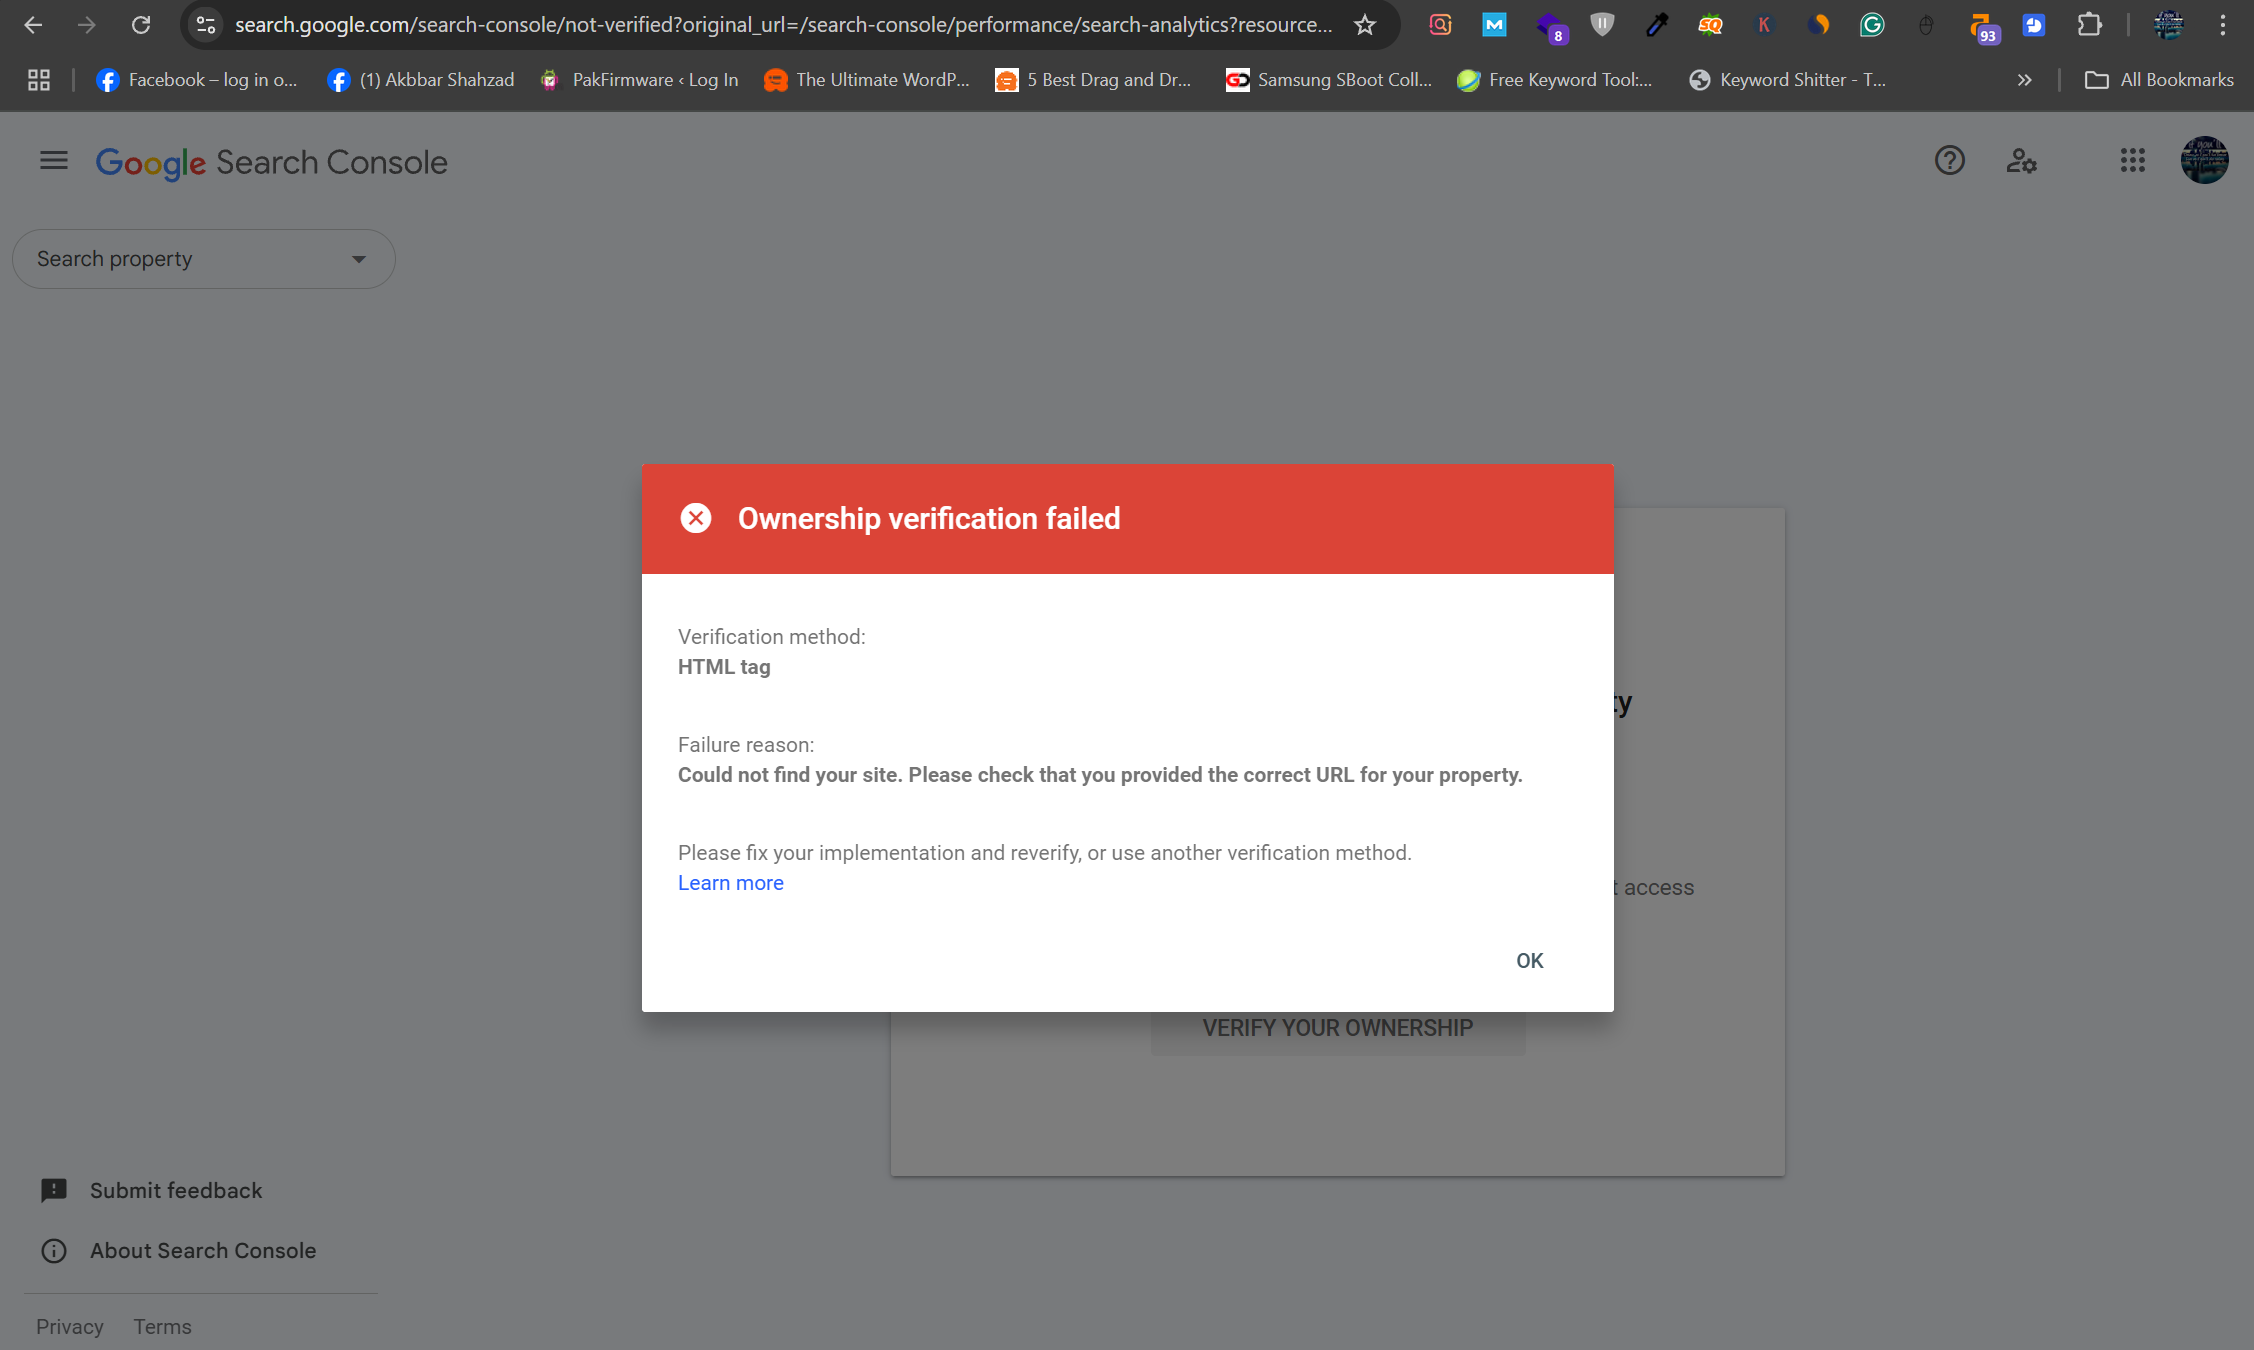 search.google.com/search-console/not-verified?original_url=/search-console/performance/search-analytics?resource...
8
93
Facebook – log in o...
(1) Akbbar Shahzad
PakFirmware ‹ Log In
The Ultimate WordP...
5 Best Drag and Dr...
Samsung SBoot Coll...
Free Keyword Tool:...
Keyword Shitter - T...
All Bookmarks
Google Search Console
Search property
Ownership verification failed
Verification method:
HTML tag
ty
Failure reason:
Could not find your site. Please check that you provided the correct URL for your property.
Please fix your implementation and reverify, or use another verification method.
Learn more
t access
OK
VERIFY YOUR OWNERSHIP
Submit feedback
About Search Console
Privacy Terms